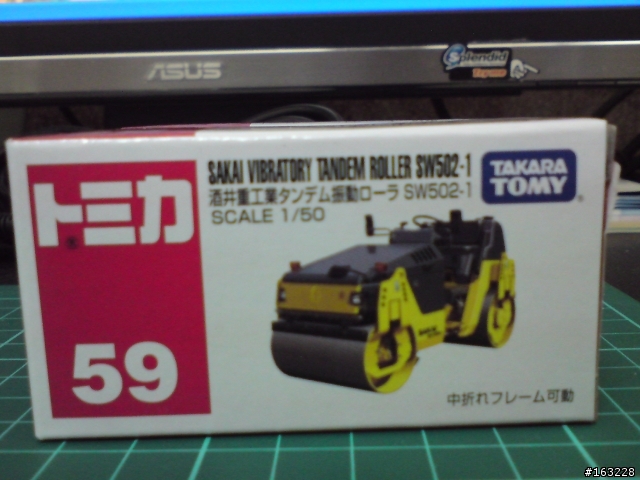 ASUS
Splendid
Try me
SAKAI VIBRATORY TANDEM ROLLER SW502-1
酒井重工業タンデム振動ローラ SW502-1
SCALE 1/50
TAKARA TOMY
トミカ
59
中折れフレーム可動
#163228